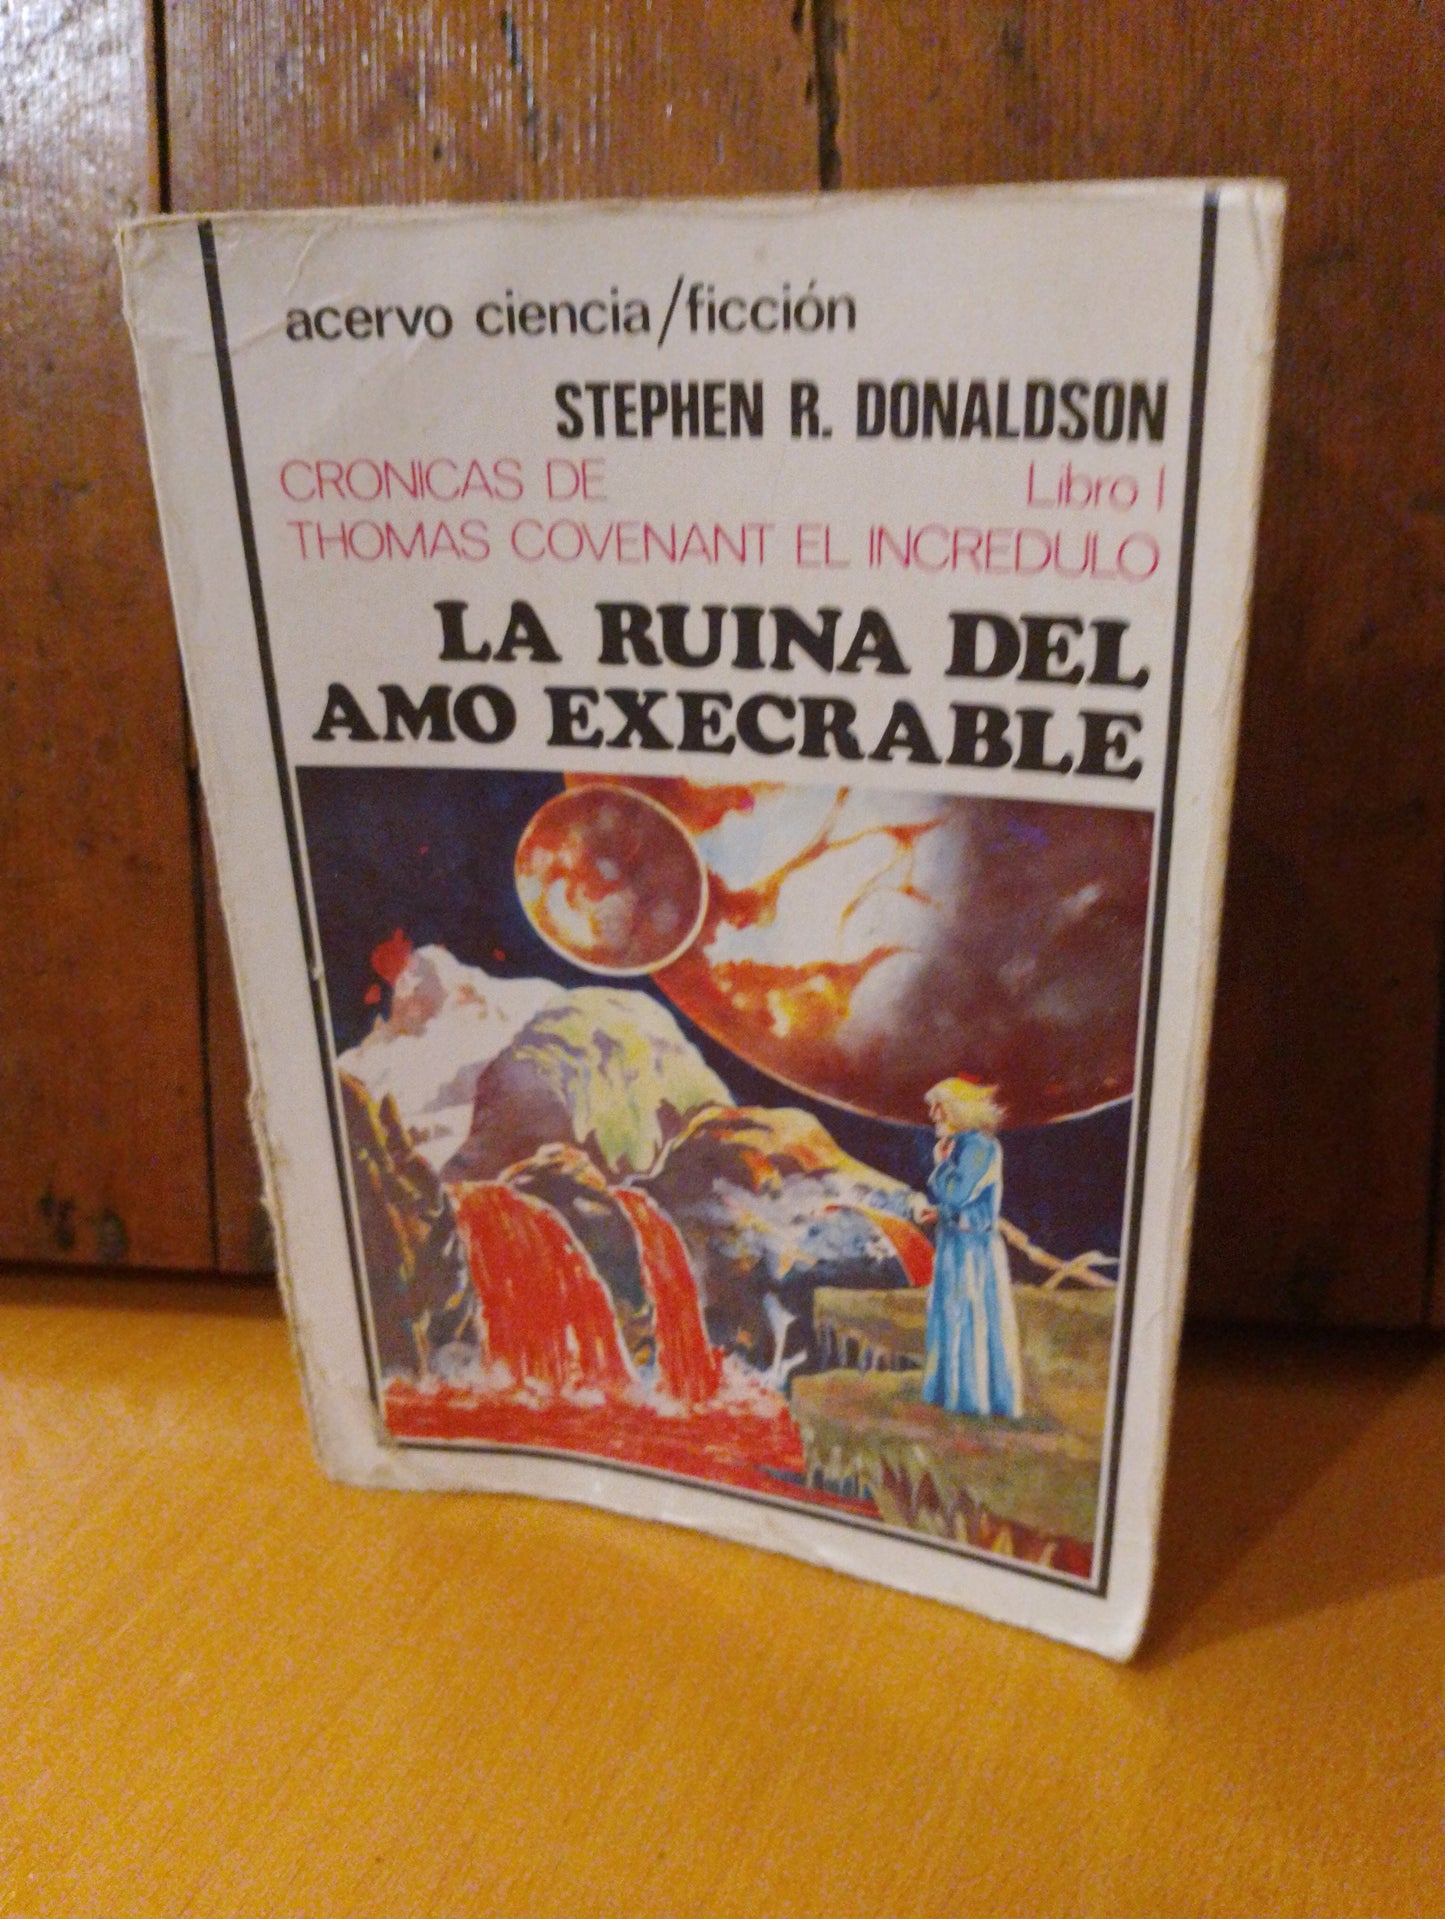 acervo ciencia/ficción
STEPHEN R. DONALDSON
CRONICAS DE Libro I
THOMAS COVENANT EL INCREDULO
LA RUINA DEL
AMO EXECRABLE